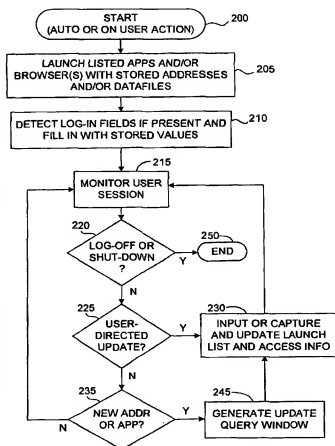 START
(AUTO OR ON USER ACTION)
200
LAUNCH LISTED APPS AND/OR
BROWSER(S) WITH STORED ADDRESSES
AND/OR DATAFILES
205
210
DETECT LOG-IN FIELDS IF PRESENT AND
FILL IN WITH STORED VALUES
215
MONITOR USER
SESSION
220
LOG-OFF OR
SHUT-DOWN
?
Y
250
END
N
225
USER-
DIRECTED
UPDATE?
Y
230
INPUT OR CAPTURE
AND UPDATE LAUNCH
LIST AND ACCESS INFO
N
235
NEW ADDR
OR APP?
N
Y
245
GENERATE UPDATE
QUERY WINDOW